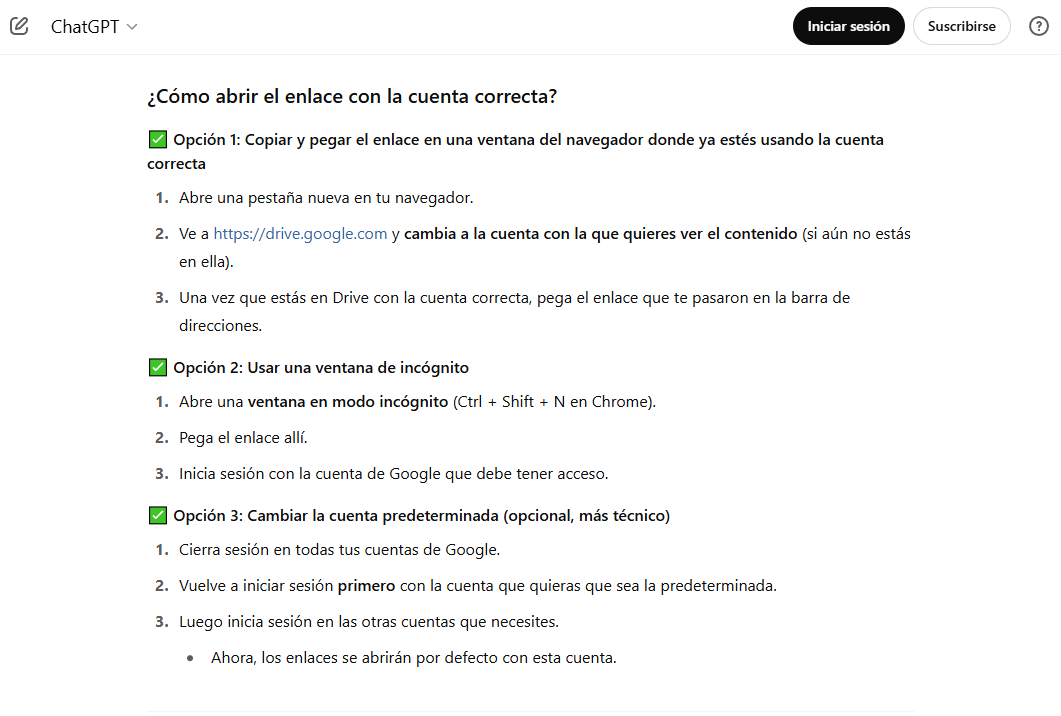 ChatGPT
Iniciar sesión
Suscribirse
?
¿Cómo abrir el enlace con la cuenta correcta?
✅ Opción 1: Copiar y pegar el enlace en una ventana del navegador donde ya estés usando la cuenta
correcta
1. Abre una pestaña nueva en tu navegador.
2. Ve a https://drive.google.com y cambia a la cuenta con la que quieres ver el contenido (si aún no estás
en ella).
3. Una vez que estás en Drive con la cuenta correcta, pega el enlace que te pasaron en la barra de
direcciones.
✅ Opción 2: Usar una ventana de incógnito
1. Abre una ventana en modo incógnito (Ctrl + Shift + N en Chrome).
2. Pega el enlace allí.
3. Inicia sesión con la cuenta de Google que debe tener acceso.
✅ Opción 3: Cambiar la cuenta predeterminada (opcional, más técnico)
1. Cierra sesión en todas tus cuentas de Google.
2. Vuelve a iniciar sesión primero con la cuenta que quieras que sea la predeterminada.
3. Luego inicia sesión en las otras cuentas que necesites.
• Ahora, los enlaces se abrirán por defecto con esta cuenta.